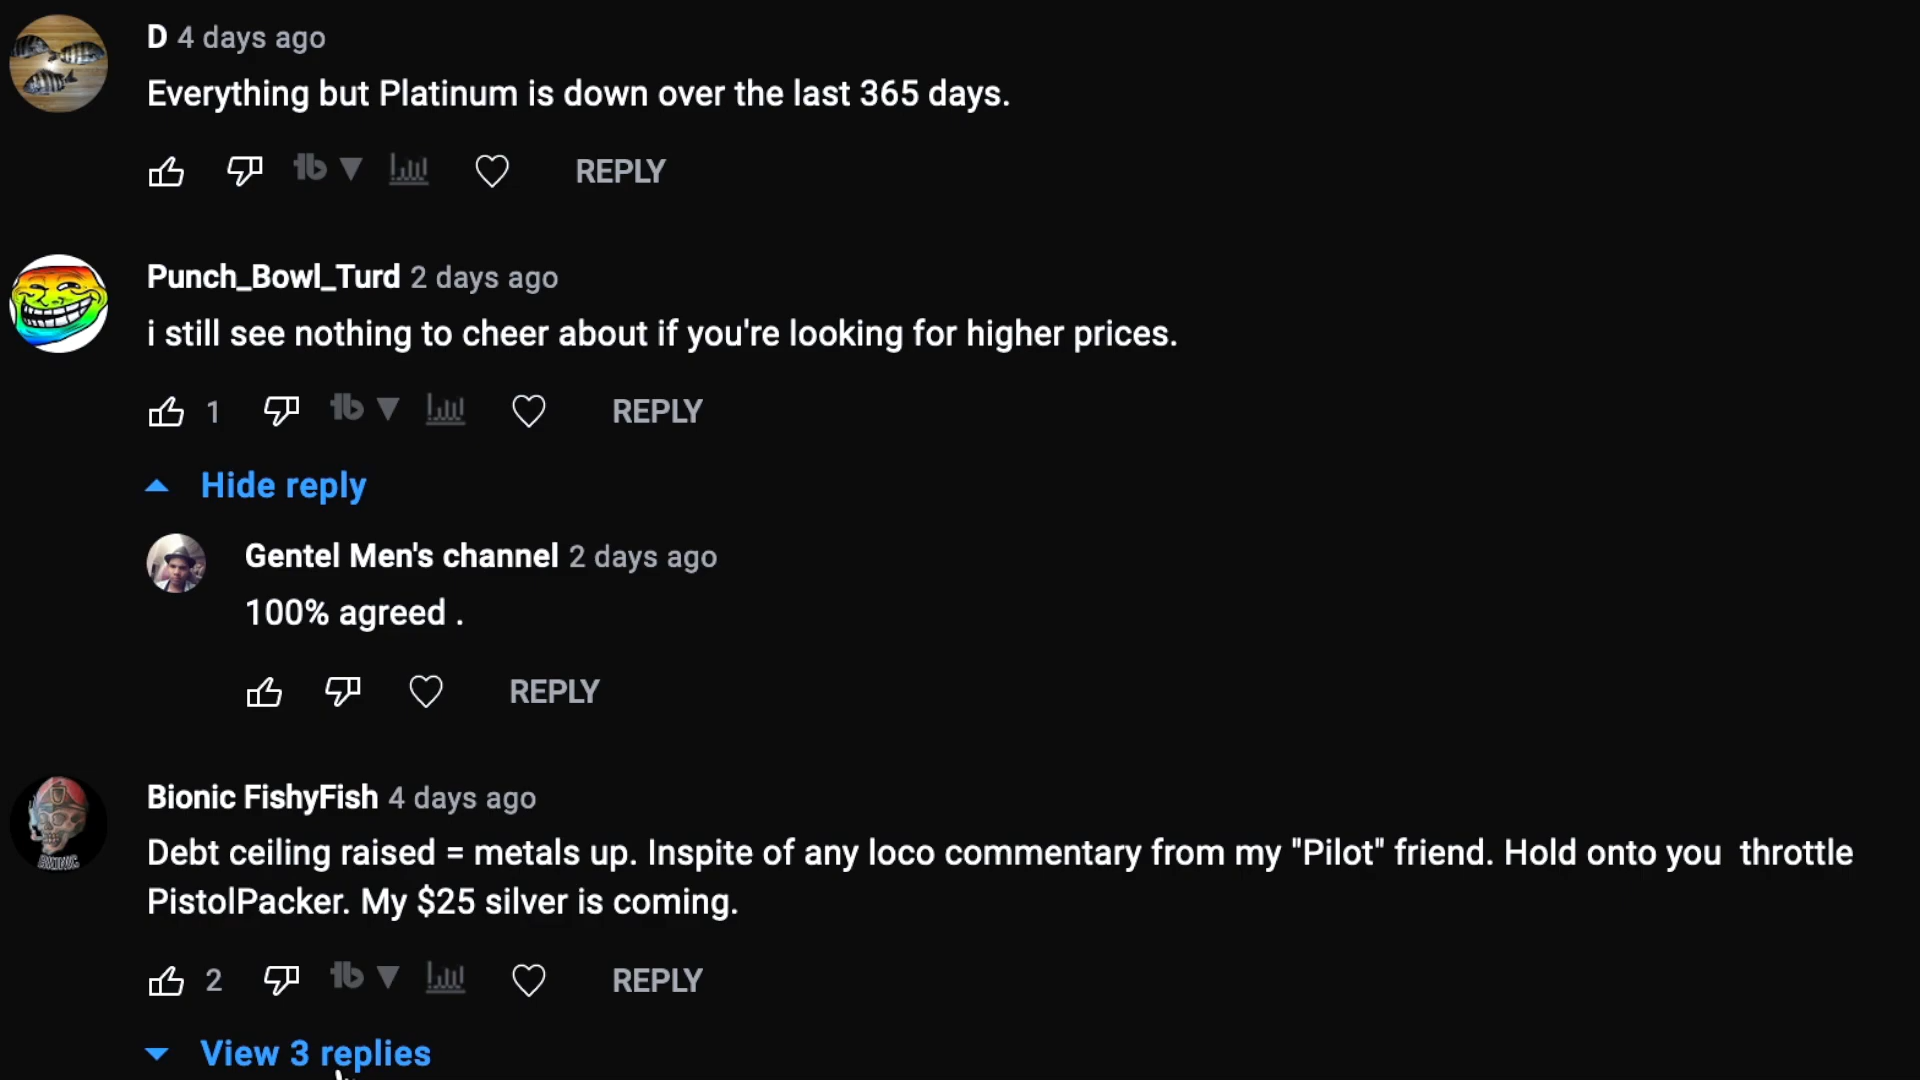 D 4 days ago
Everything but Platinum is down over the last 365 days.
REPLY
Punch_Bowl_Turd 2 days ago
i still see nothing to cheer about if you're looking for higher prices.
1 REPLY
Hide reply
Gentel Men's channel 2 days ago
100% agreed .
REPLY
Bionic FishyFish 4 days ago
Debt ceiling raised = metals up. Inspite of any loco commentary from my "Pilot" friend. Hold onto you  throttle
PistolPacker. My $25 silver is coming.
2 REPLY
View 3 replies